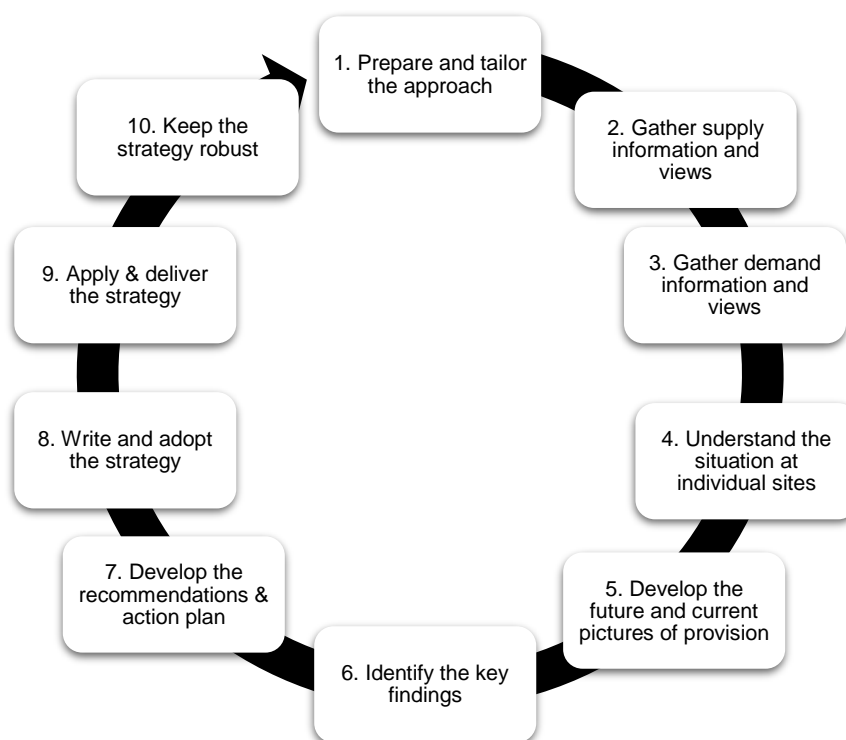 1. Prepare and tailor
the approach
2. Gather supply
information and
views
3. Gather demand
information and
views
4. Understand the
situation at
individual sites
5. Develop the
future and current
pictures of provision
6. Identify the key
findings
7. Develop the
recommendations &
action plan
8. Write and adopt
the strategy
9. Apply & deliver
the strategy
10. Keep the
strategy robust